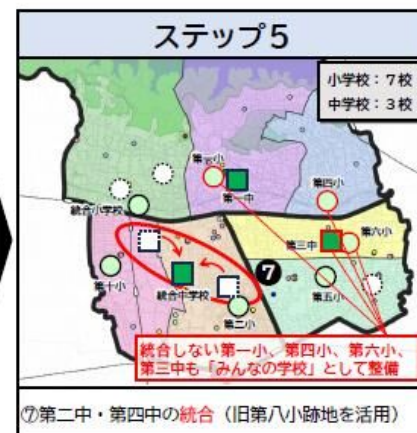 ステップ5
小学校：7校
中学校：3校
第一小
第一中
第四小
統合小学校
第三中
第六小
第十小
統合中学校
⑦
第五小
第二小
統合しない第一小、第四小、第六小、
第三中も「みんなの学校」として整備
⑦第二中・第四中の統合（旧第八小跡地を活用）